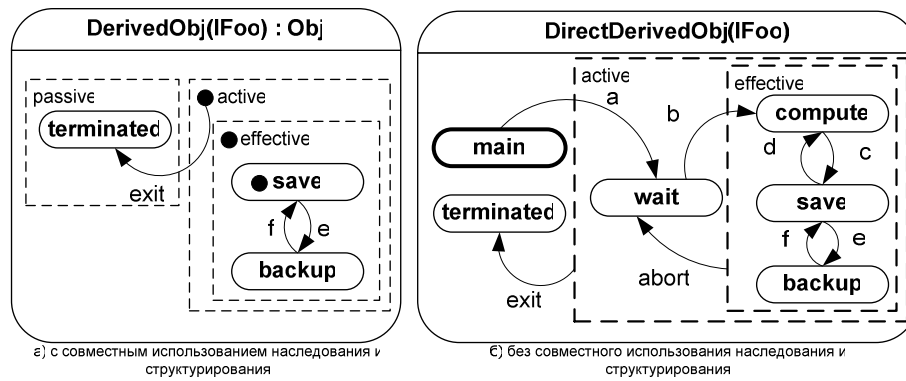 DerivedObj(IFoo) : Obj
passive
terminated
exit
active
effective
save
f
e
backup
а) с совместным использованием наследования и
структурирования
DirectDerivedObj(IFoo)
active
a
b
main
terminated
exit
wait
abort
effective
compute
d
c
save
f
e
backup
б) без совместного использования наследования и
структурирования